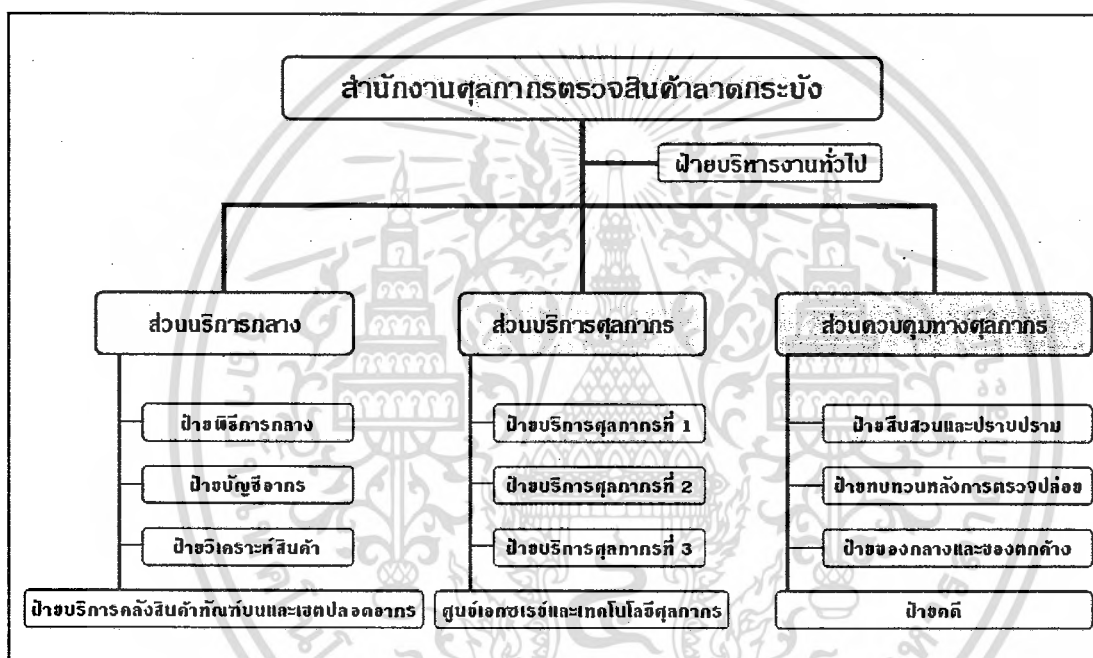 สำนักงานศุลกากรตรวจสินค้าลาดกระบัง
ฝ่ายบริหารงานทั่วไป
ส่วนบริการกลาง
ส่วนบริการศุลกากร
ส่วนควบคุมทางศุลกากร
ฝ่ายพิธีการกลาง
ฝ่ายบริการศุลกากรที่ 1
ฝ่ายสืบสวนและปราบปราม
ฝ่ายบัญชีอากร
ฝ่ายบริการศุลกากรที่ 2
ฝ่ายทบทวนหลังการตรวจปล่อย
ฝ่ายวิเคราะห์สินค้า
ฝ่ายบริการศุลกากรที่ 3
ฝ่ายของกลางและของตกค้าง
ฝ่ายบริการคลังสินค้าทัณฑ์บนและเขตปลอดอากร
ศูนย์เอกซเรย์และเทคโนโลยีศุลกากร
ฝ่ายคดี